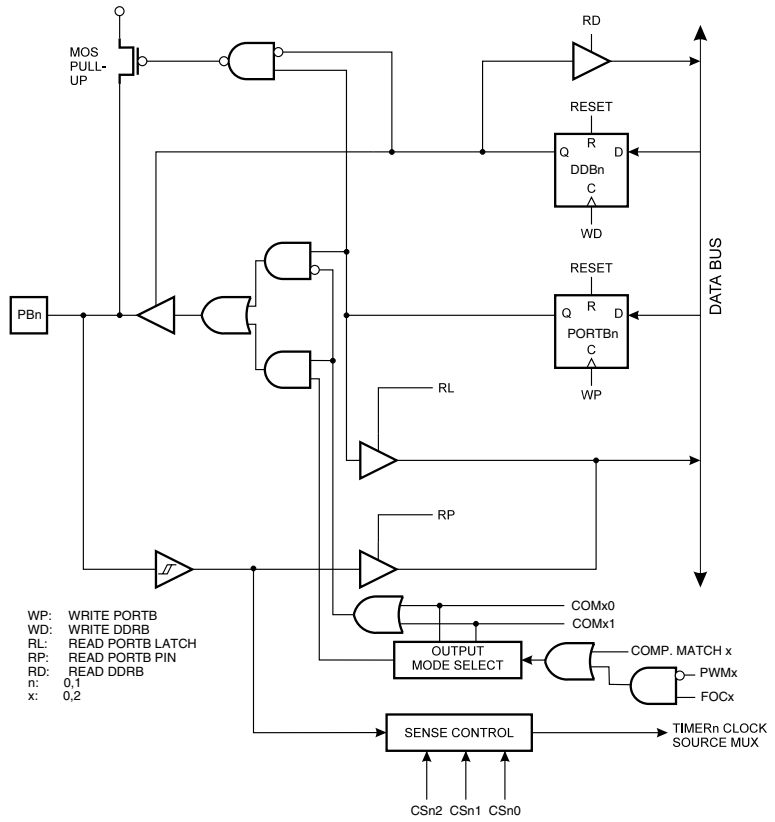 MOS
PULL-
UP
RD
RESET
R
Q
D
DDBn
C
WD
RESET
R
Q
D
PORTBn
C
WP
DATA BUS
PBn
RL
RP
WP: WRITE PORTB
WD: WRITE DDRB
RL: READ PORTB LATCH
RP: READ PORTB PIN
RD: READ DDRB
n: 0,1
x: 0,2
COMx0
COMx1
OUTPUT
MODE SELECT
COMP. MATCH x
PWMx
FOCx
SENSE CONTROL
TIMERn CLOCK
SOURCE MUX
CSn2 CSn1 CSn0